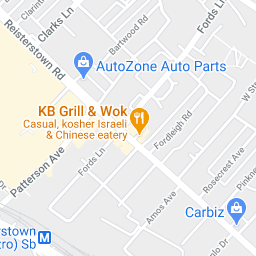 Clarks Ln
Bartwood Rd
Fords Ln
Reisterstown Rd
AutoZone Auto Parts
KB Grill & Wok
Casual, kosher Israeli
& Chinese eatery
Fordleigh Rd
Patterson Ave
Fords Ln
Rosecrest Ave
Amos Ave
Carbiz
Dr
M